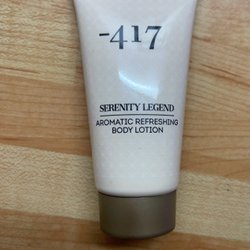 -417
SERENITY LEGEND
AROMATIC REFRESHING
BODY LOTION